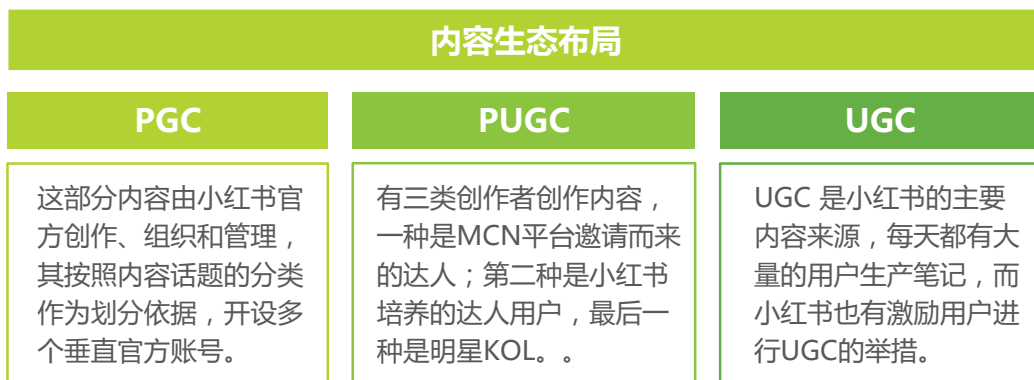 内容生态布局
PGC
PUGC
UGC
这部分内容由小红书官
方创作、组织和管理，
其按照内容话题的分类
作为划分依据，开设多
个垂直官方账号。
有三类创作者创作内容，
一种是MCN平台邀请而来
的达人；第二种是小红书
培养的达人用户，最后一
种是明星KOL。。
UGC 是小红书的主要
内容来源，每天都有大
量的用户生产笔记，而
小红书也有激励用户进
行UGC的举措。